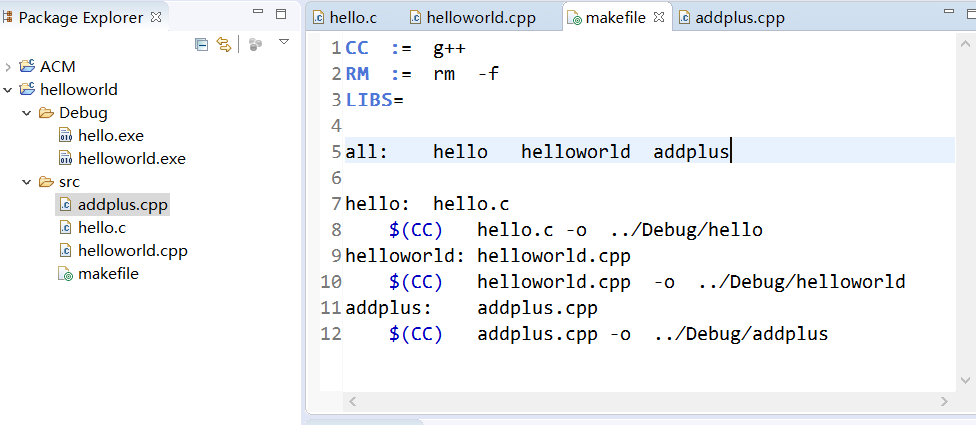 Package Explorer
ACM
helloworld
Debug
hello.exe
helloworld.exe
src
addplus.cpp
hello.c
helloworld.cpp
makefile
hello.c helloworld.cpp makefile addplus.cpp
1 CC := g++
2 RM := rm -f
3 LIBS=
4
5 all: hello helloworld addplus
6
7 hello: hello.c
8 $(CC) hello.c -o ../Debug/hello
9 helloworld: helloworld.cpp
10 $(CC) helloworld.cpp -o ../Debug/helloworld
11 addplus: addplus.cpp
12 $(CC) addplus.cpp -o ../Debug/addplus